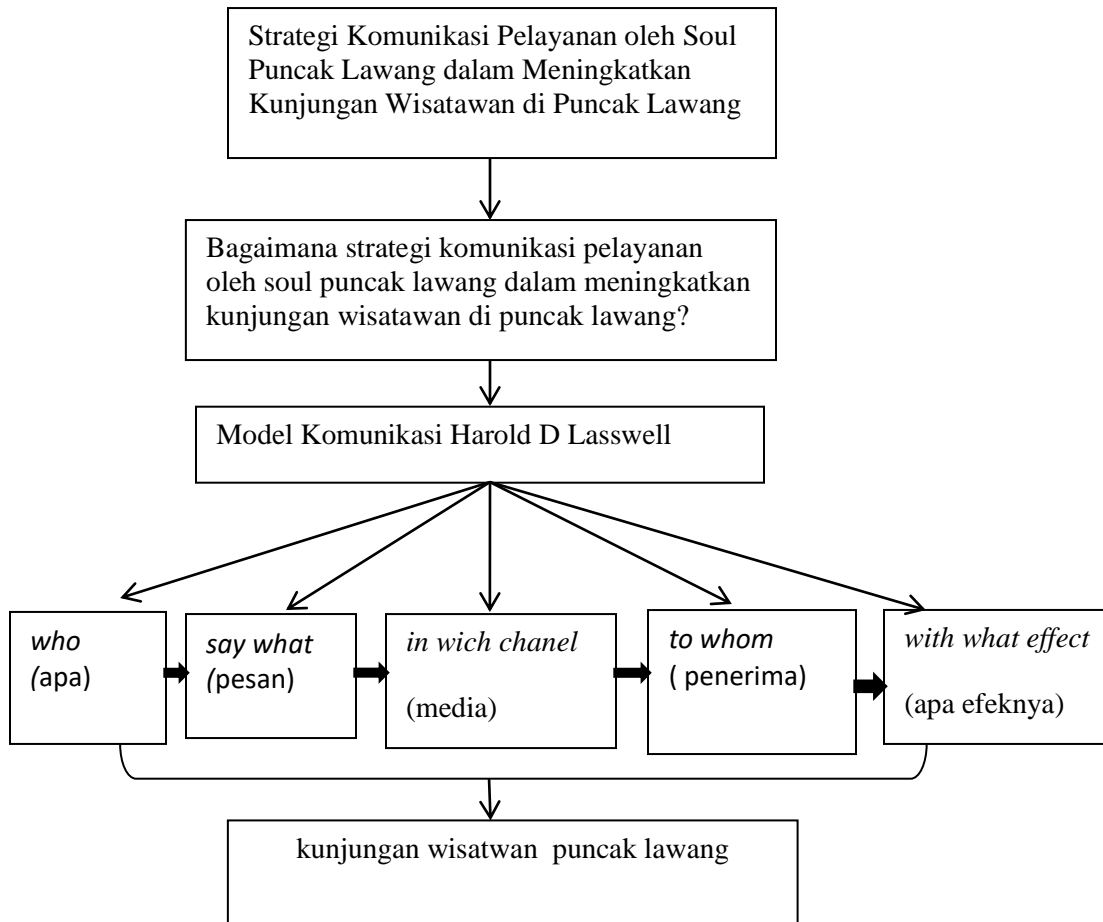 Strategi Komunikasi Pelayanan oleh Soul
Puncak Lawang dalam Meningkatkan
Kunjungan Wisatawan di Puncak Lawang
Bagaimana strategi komunikasi pelayanan
oleh soul puncak lawang dalam meningkatkan
kunjungan wisatawan di puncak lawang?
Model Komunikasi Harold D Lasswell
who
(apa)
say what
(pesan)
in wich chanel
(media)
to whom
( penerima)
with what effect
(apa efeknya)
kunjungan wisatwan  puncak lawang